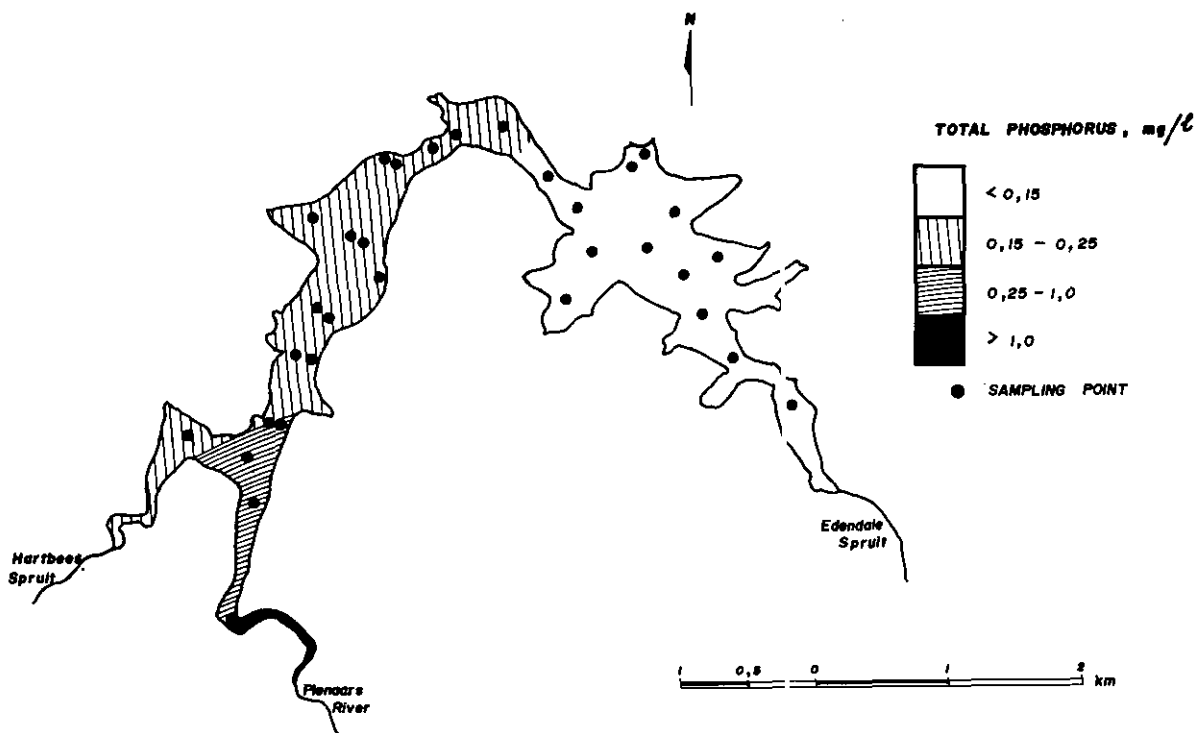 N
TOTAL PHOSPHORUS, mg/l
< 0,15
0,15 - 0,25
0,25 - 1,0
> 1,0
SAMPLING POINT
Hartbees
Spruit
Edendale
Spruit
Pienaars
River
1 0,5 0 1 2
km